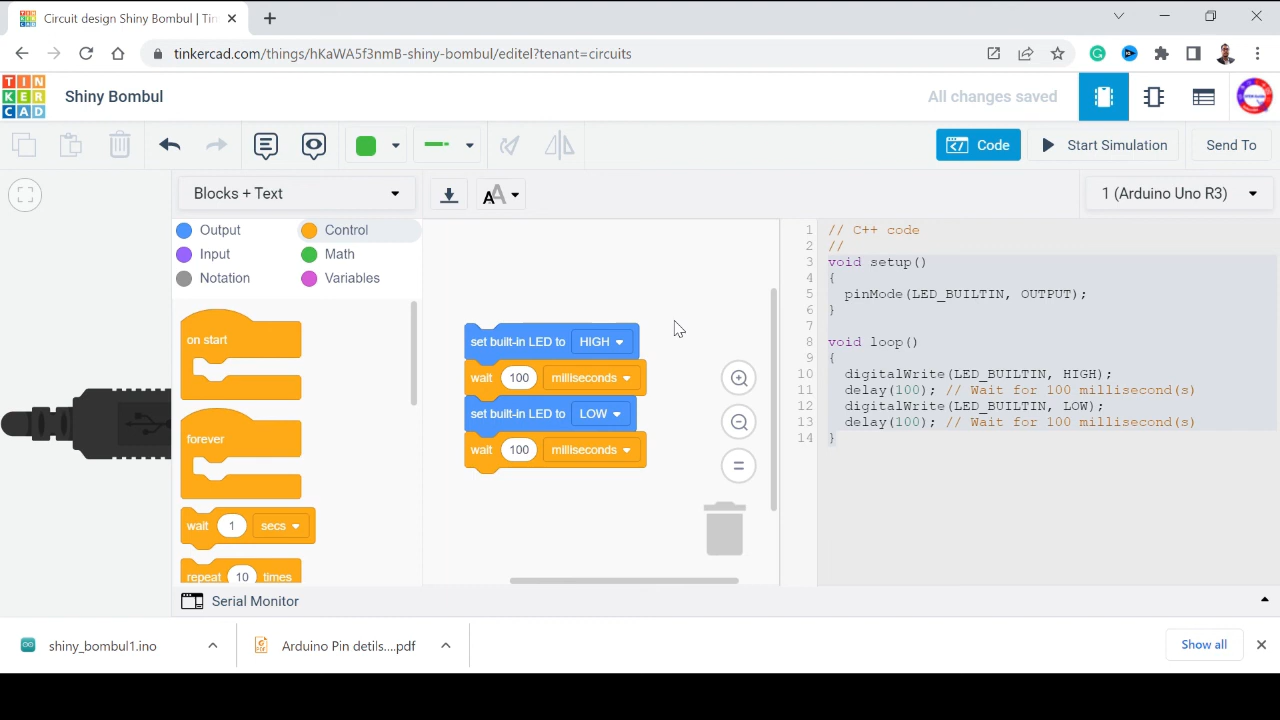 Circuit design Shiny Bombul | Tin
tinkercad.com/things/hKaWA5f3nmB-shiny-bombul/editel?tenant=circuits
TIN
KER
CAD
Shiny Bombul
All changes saved
Code
Start Simulation
Send To
Blocks + Text
AA
1 (Arduino Uno R3)
Output
Control
Input
Math
Notation
Variables
on start
forever
wait 1 secs
repeat 10 times
set built-in LED to HIGH
wait 100 milliseconds
set built-in LED to LOW
wait 100 milliseconds
1 // C++ code
2 //
3 void setup()
4 {
5 pinMode(LED_BUILTIN, OUTPUT);
6 }
7
8 void loop()
9 {
10 digitalWrite(LED_BUILTIN, HIGH);
11 delay(100); // Wait for 100 millisecond(s)
12 digitalWrite(LED_BUILTIN, LOW);
13 delay(100); // Wait for 100 millisecond(s)
14 }
Serial Monitor
shiny_bombul1.ino
Arduino Pin detils....pdf
Show all